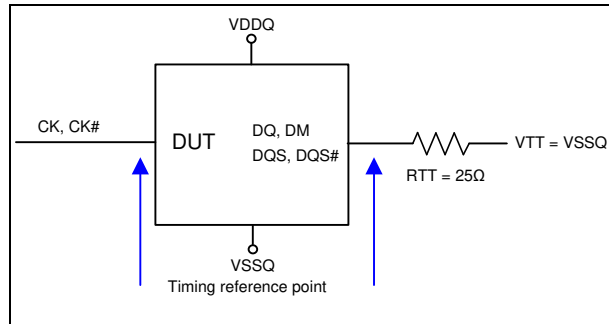 VDDQ
CK, CK#
DUT
DQ, DM
DQS, DQS#
VTT = VSSQ
RTT = 25Ω
VSSQ
Timing reference point